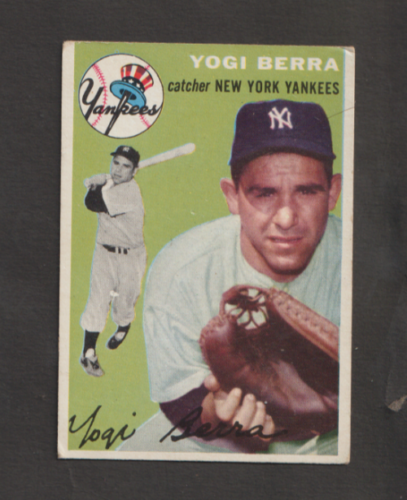 YOGI BERRA
catcher NEW YORK YANKEES
Yankees
NY
Yogi Berra